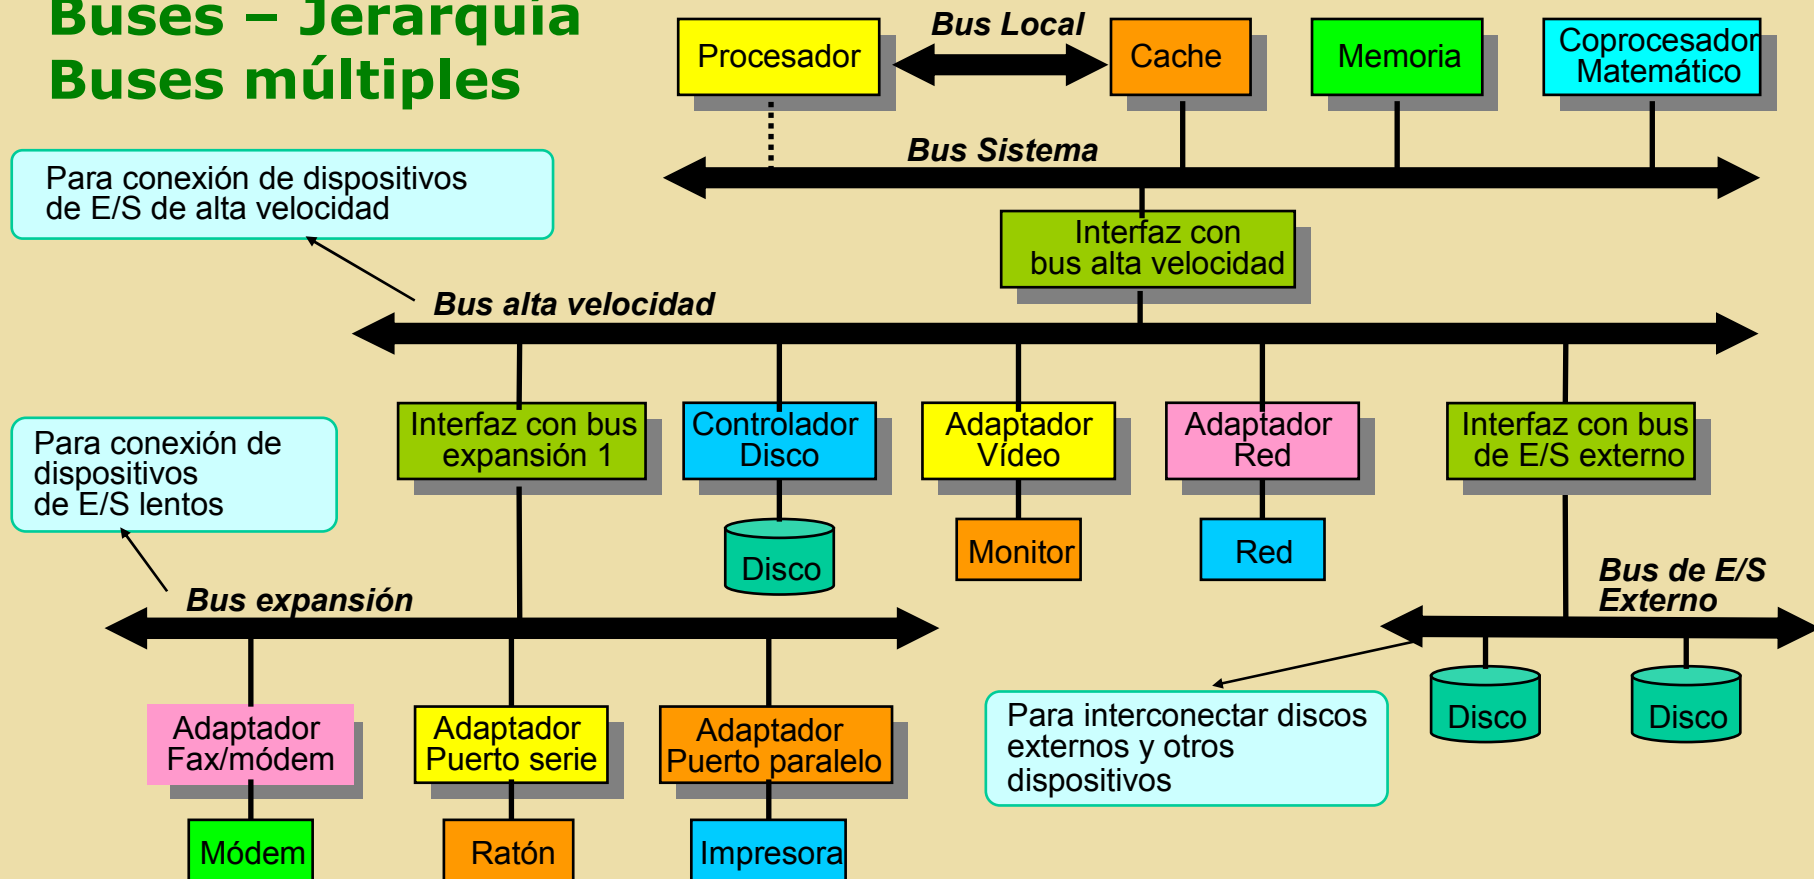 Buses – Jerarquía
Buses múltiples
Procesador
Bus Local
Cache
Memoria
Coprocesador
Matemático
Bus Sistema
Para conexión de dispositivos
de E/S de alta velocidad
Interfaz con
bus alta velocidad
Bus alta velocidad
Para conexión de
dispositivos
de E/S lentos
Interfaz con bus
expansión 1
Controlador
Disco
Adaptador
Vídeo
Adaptador
Red
Interfaz con bus
de E/S externo
Disco
Monitor
Red
Bus expansión
Bus de E/S
Externo
Adaptador
Fax/módem
Adaptador
Puerto serie
Adaptador
Puerto paralelo
Para interconectar discos
externos y otros
dispositivos
Disco
Disco
Módem
Ratón
Impresora